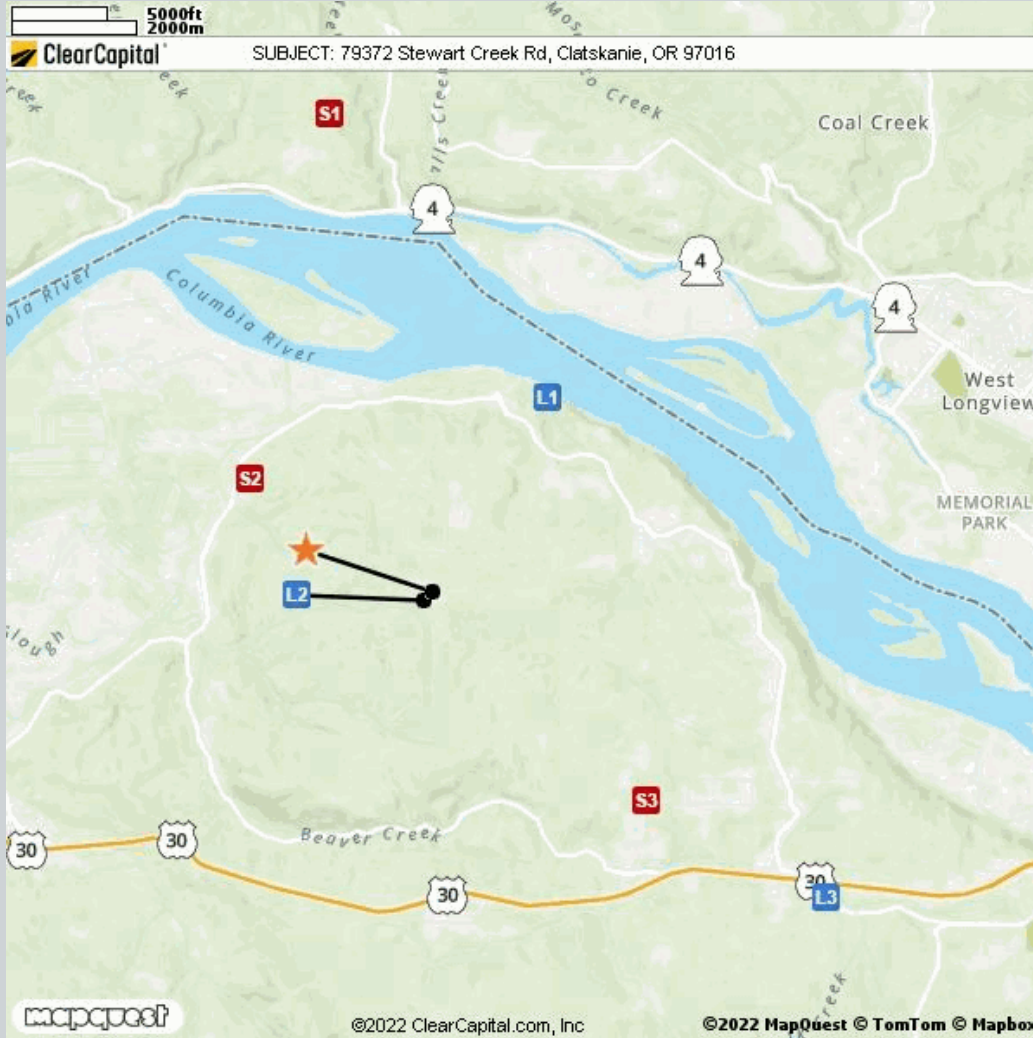 5000ft
2000m
ClearCapital
SUBJECT: 79372 Stewart Creek Rd, Clatskanie, OR 97016
Creek
S1
Coal Creek
4
4
4
Columbia River
L1
West
Longview
S2
MEMORIAL
PARK
L2
S3
Beaver Creek
30
30
30
30
L3
Creek
mapquest
©2022 ClearCapital.com, Inc
©2022 MapQuest © TomTom © Mapbox